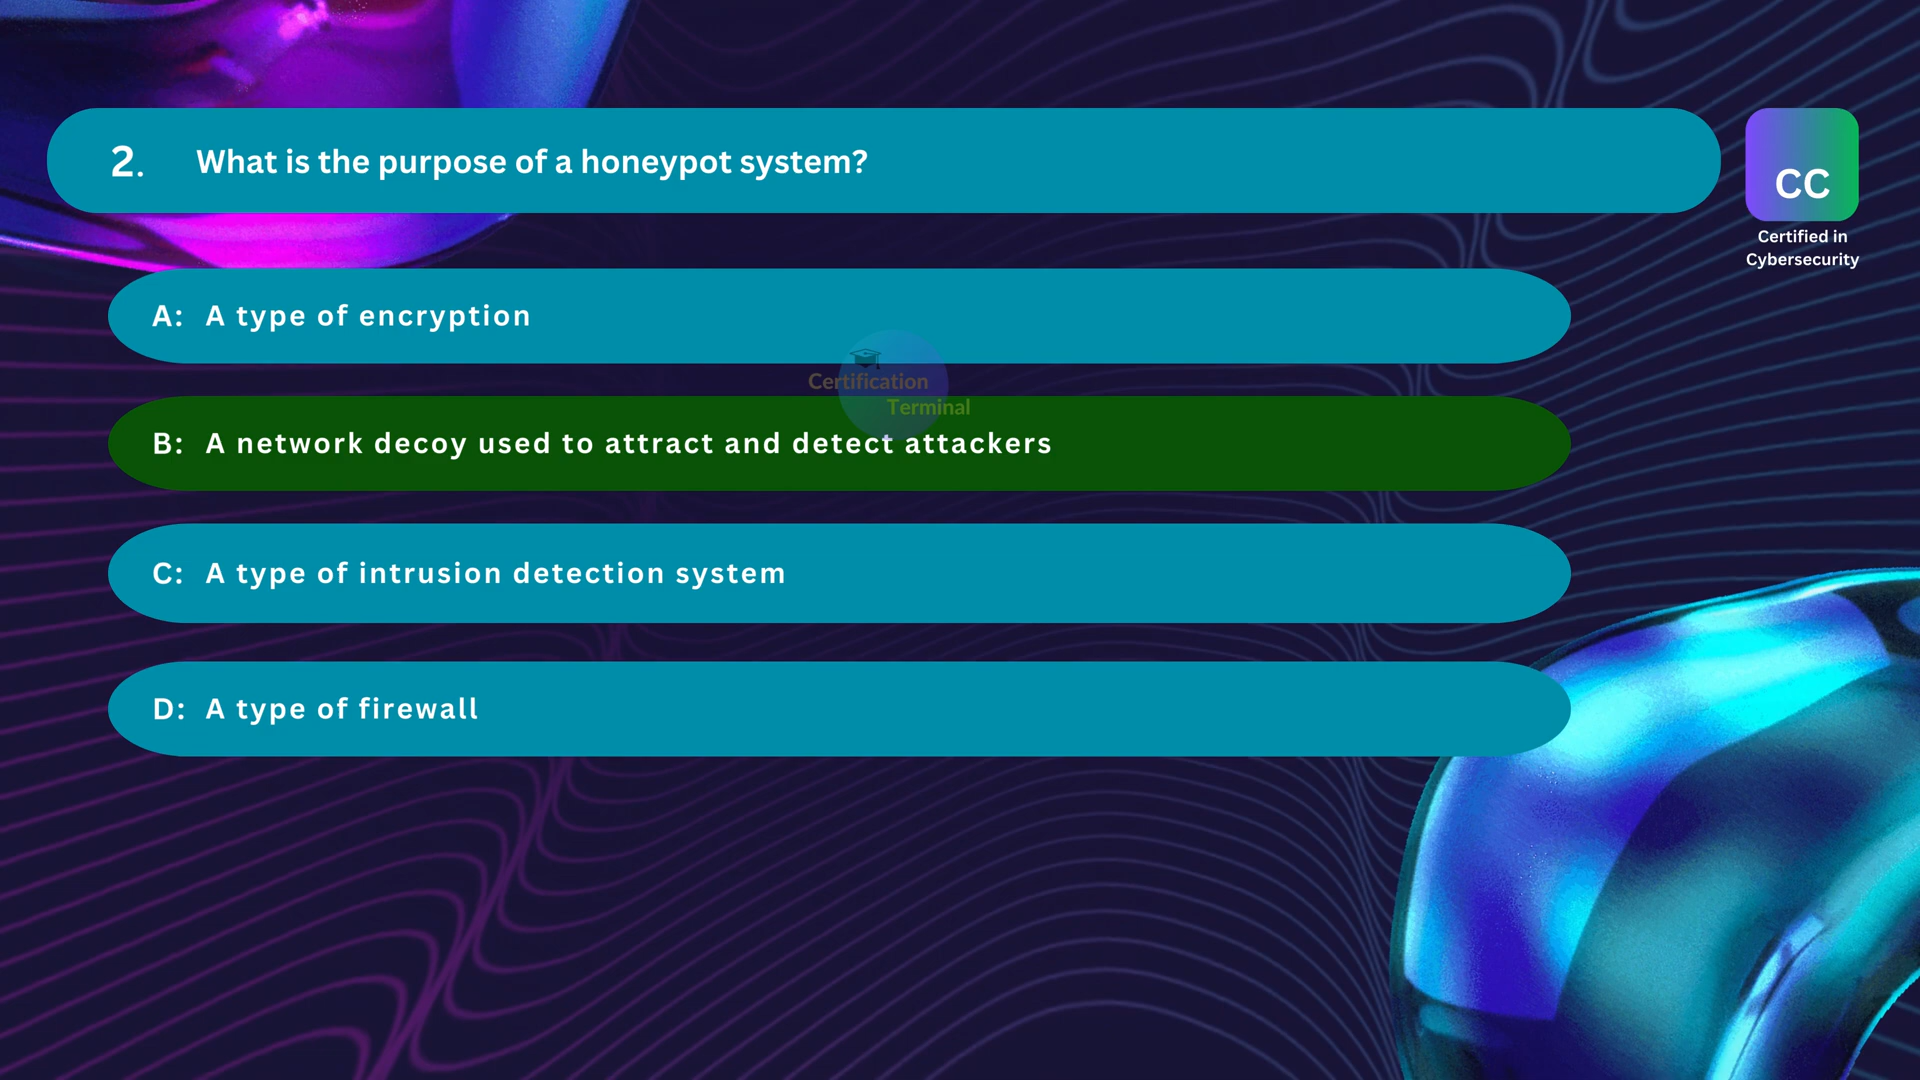 2. What is the purpose of a honeypot system?
CC
Certified in
Cybersecurity
A: A type of encryption
Certification
Terminal
B: A network decoy used to attract and detect attackers
C: A type of intrusion detection system
D: A type of firewall